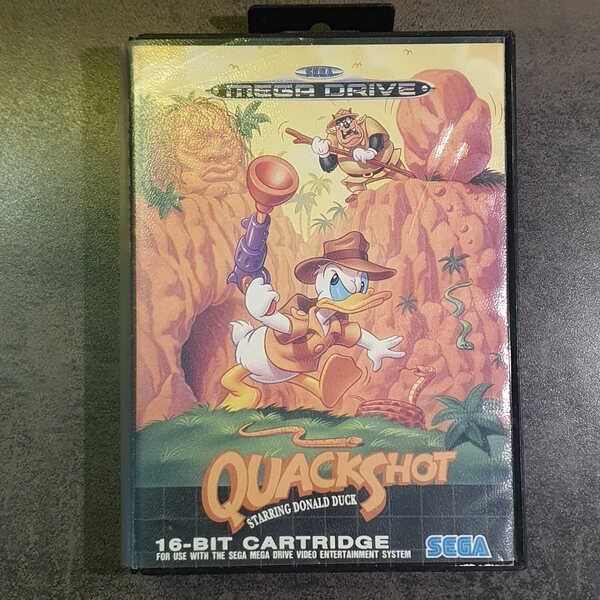 SEGA
MEGA DRIVE
QUACKSHOT
STARRING DONALD DUCK
16-BIT CARTRIDGE
FOR USE WITH THE SEGA MEGA DRIVE VIDEO ENTERTAINMENT SYSTEM
SEGA